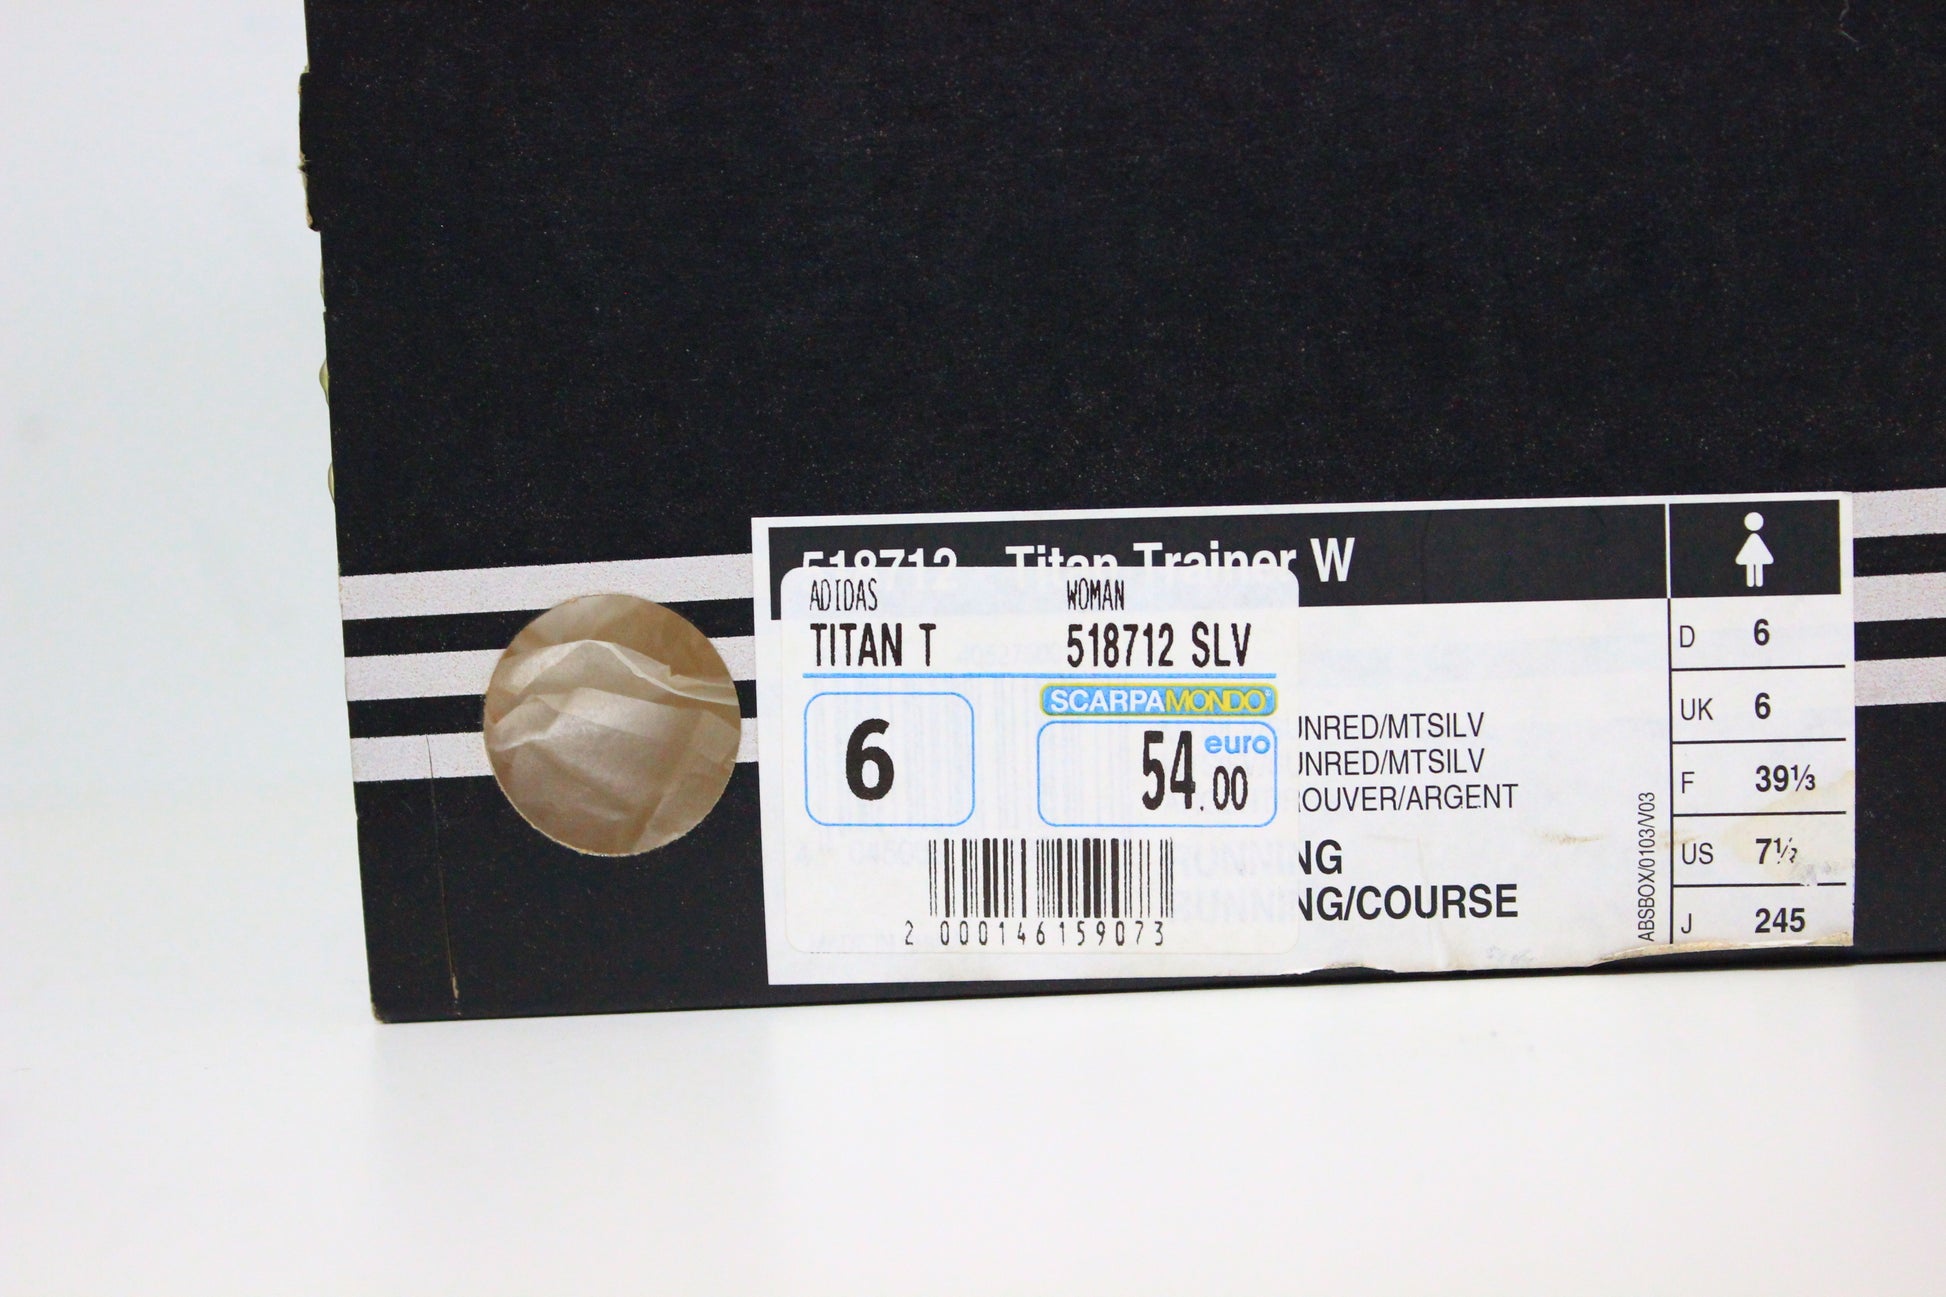 518712 Titan Trainer W
ADIDAS WOMAN
TITAN T 518712 SLV
SCARPAMONDO
6
54.00 euro
2 000146159073
UNRED/MTSILV
UNRED/MTSILV
ROUVER/ARGENT
NG
NG/COURSE
ABSBOX/0103/V03
D 6
UK 6
F 39⅓
US 7½
J 245